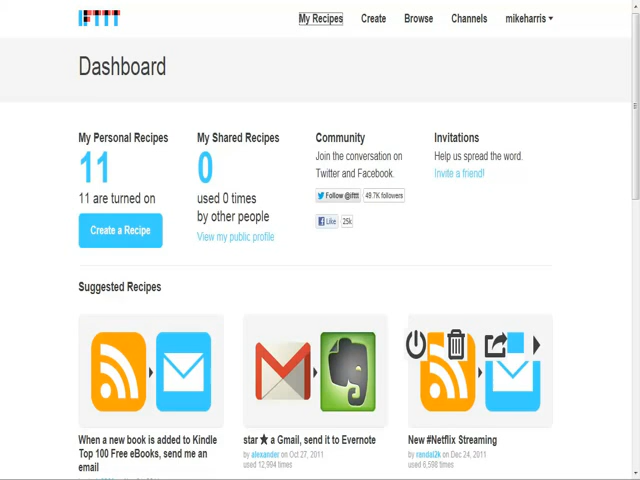 IFTTT
My Recipes Create Browse Channels mikeharris
Dashboard
My Personal Recipes
11
11 are turned on
Create a Recipe
My Shared Recipes
0
used 0 times
by other people
View my public profile
Community
Join the conversation on
Twitter and Facebook.
Follow @ifttt 49.7K followers
Like 25k
Invitations
Help us spread the word.
Invite a friend!
Suggested Recipes
When a new book is added to Kindle
Top 100 Free eBooks, send me an
email
star ★ a Gmail, send it to Evernote
by alexander on Oct 27, 2011
used 12,994 times
New #Netflix Streaming
by randal2k on Dec 24, 2011
used 6,598 times